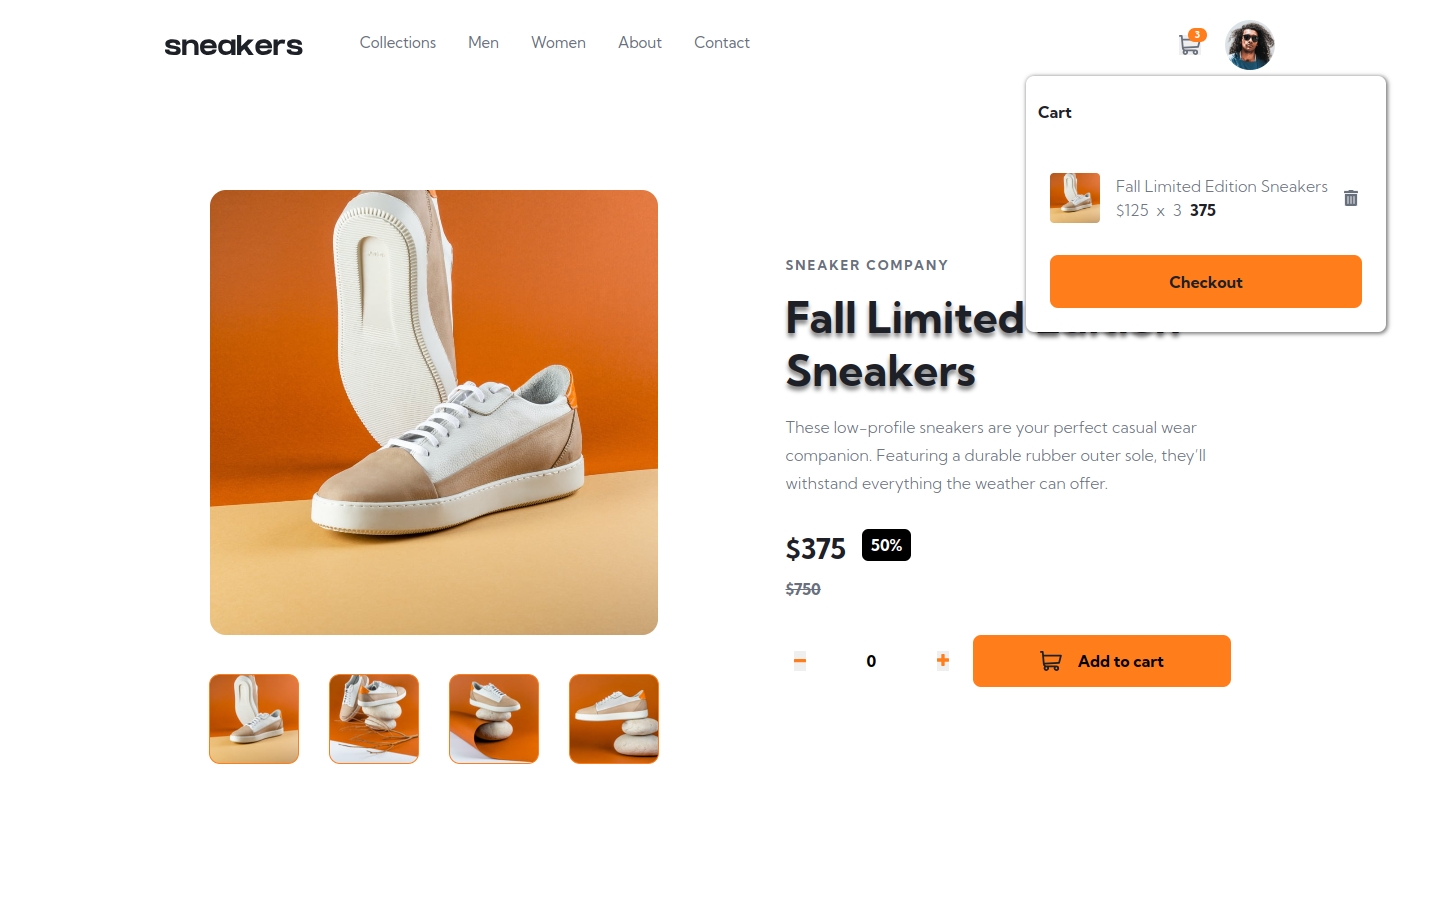 sneakers
Collections Men Women About Contact
3
Cart
Fall Limited Edition Sneakers
$125 x 3 375
Checkout
SNEAKER COMPANY
Fall Limited
Sneakers
These low-profile sneakers are your perfect casual wear
companion. Featuring a durable rubber outer sole, they'll
withstand everything the weather can offer.
$375 50%
$750
0
Add to cart